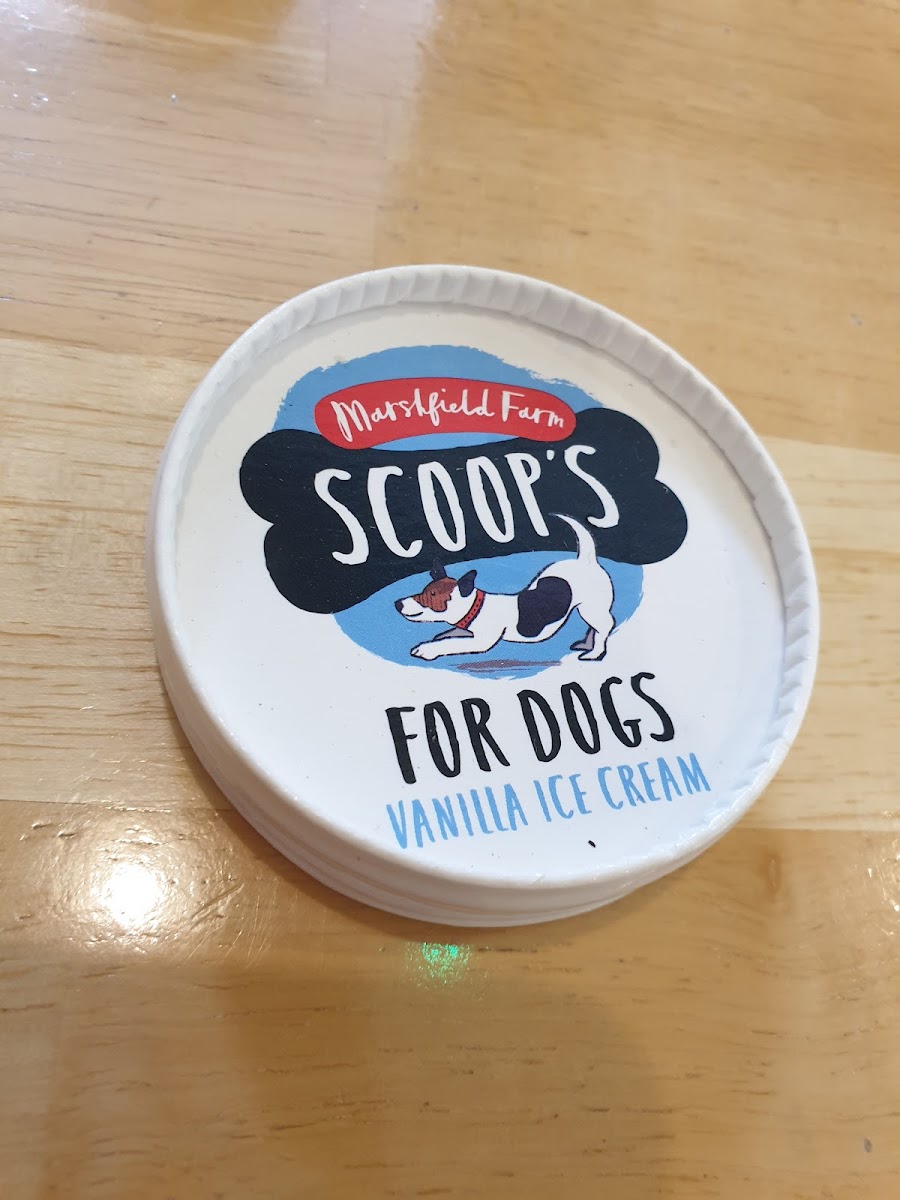 Marshfield Farm
SCOOP'S
FOR DOGS
VANILLA ICE CREAM